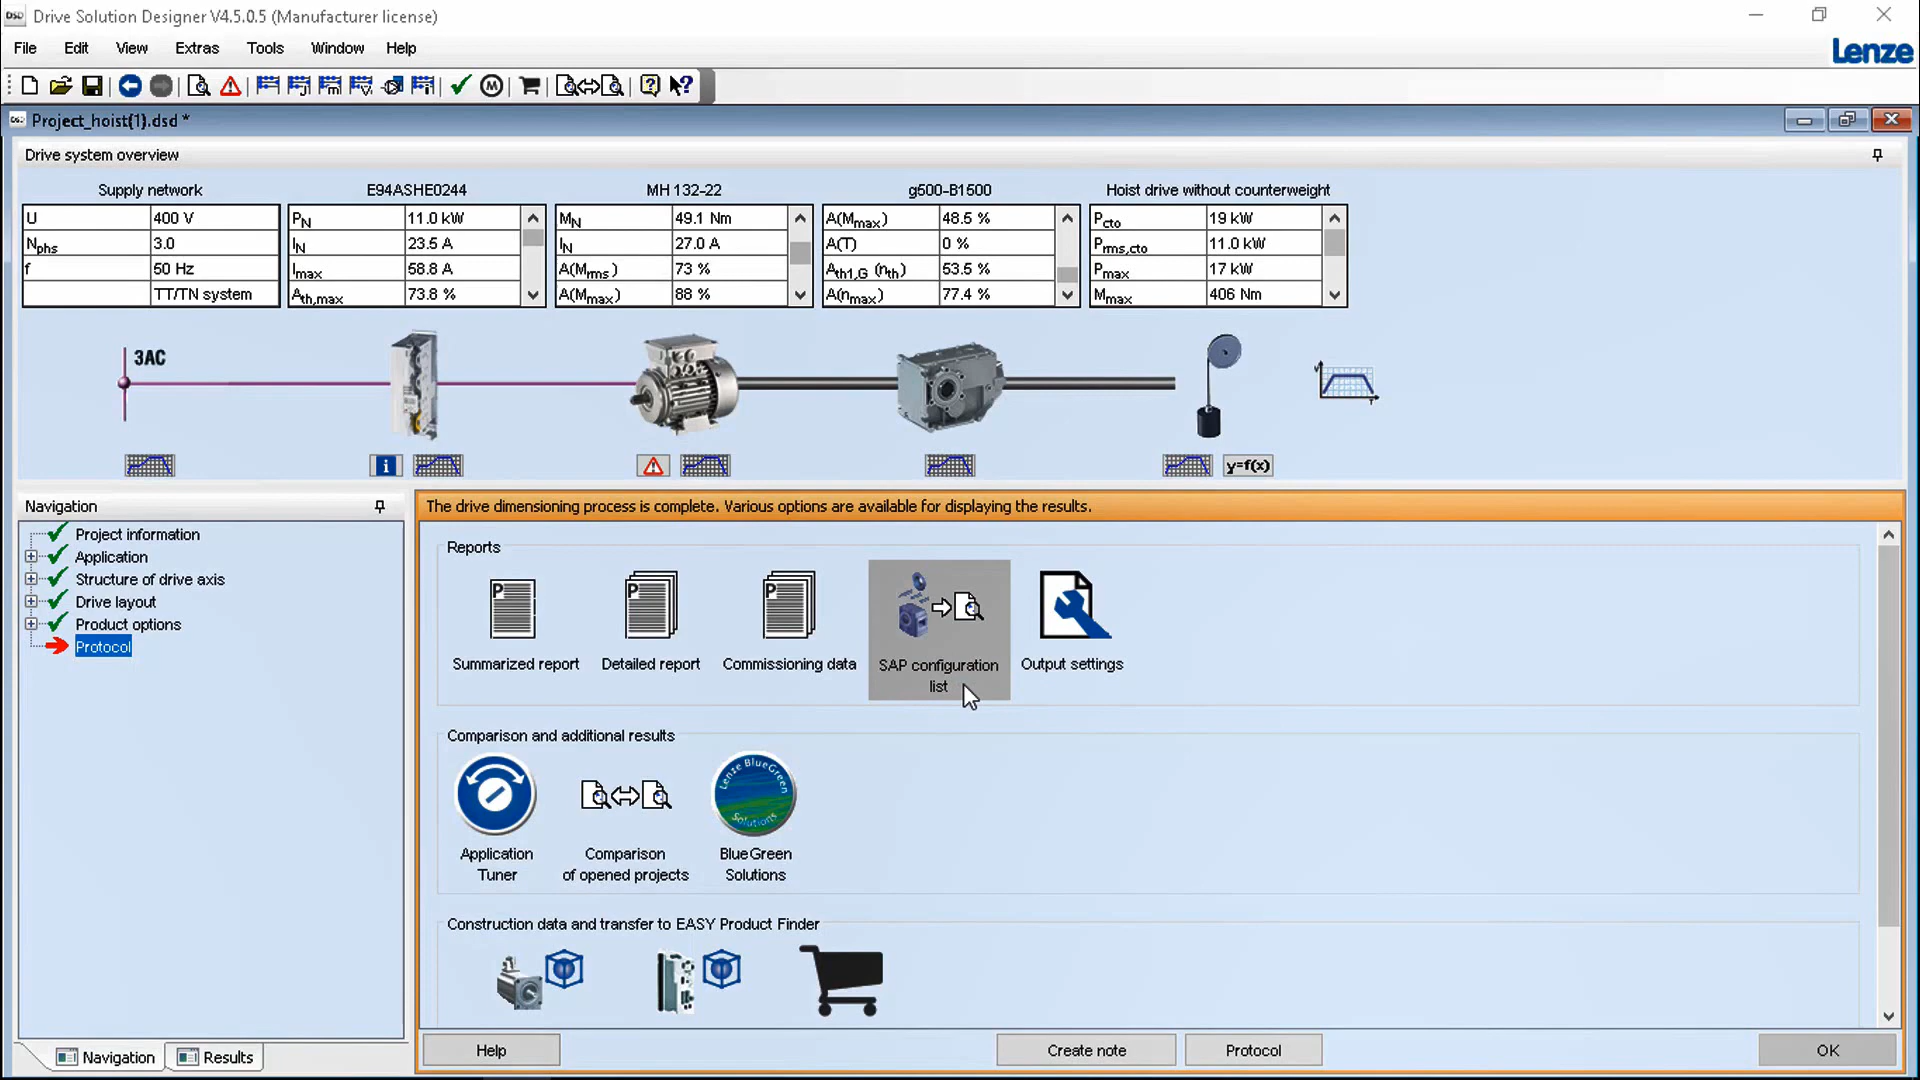 DSD Drive Solution Designer V4.5.0.5 (Manufacturer license)
File Edit View Extras Tools Window Help
Lenze
Project_hoist(1).dsd *
Drive system overview
Supply network
U 400 V
Nphs 3.0
f 50 Hz
TT/TN system
E94ASHE0244
PN 11.0 kW
IN 23.5 A
Imax 58.8 A
Ath,max 73.8 %
MH 132-22
MN 49.1 Nm
IN 27.0 A
A(Mrms) 73 %
A(Mmax) 88 %
g500-B1500
A(Mmax) 48.5 %
A(T) 0 %
Ath1,G (nth) 53.5 %
A(nmax) 77.4 %
Hoist drive without counterweight
Pcto 19 kW
Prms,cto 11.0 kW
Pmax 17 kW
Mmax 406 Nm
3AC
y=f(x)
Navigation
Project information
Application
Structure of drive axis
Drive layout
Product options
Protocol
Navigation
Results
The drive dimensioning process is complete. Various options are available for displaying the results.
Reports
Summarized report
Detailed report
Commissioning data
SAP configuration
list
Output settings
Comparison and additional results
Application
Tuner
Comparison
of opened projects
Lenze BlueGreen
Solutions
BlueGreen
Solutions
Construction data and transfer to EASY Product Finder
Help
Create note
Protocol
OK